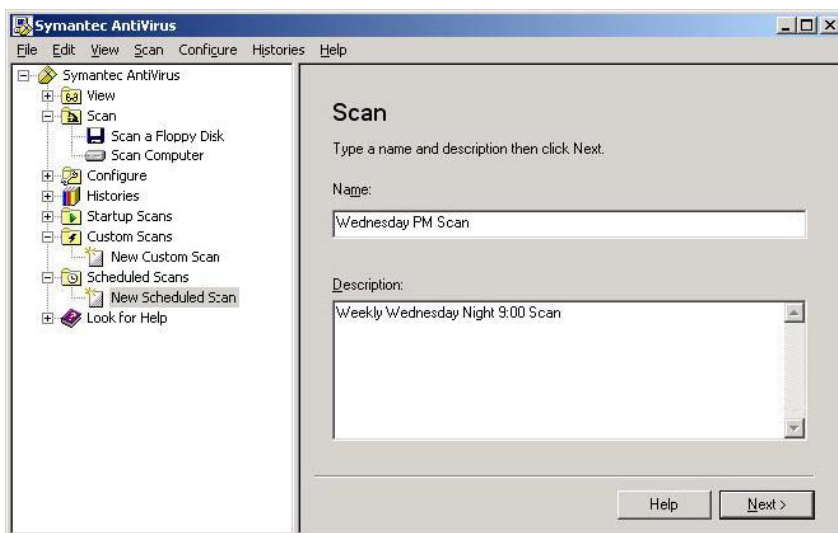 Symantec AntiVirus
File Edit View Scan Configure Histories Help
Symantec AntiVirus
View
Scan
Scan a Floppy Disk
Scan Computer
Configure
Histories
Startup Scans
Custom Scans
New Custom Scan
Scheduled Scans
New Scheduled Scan
Look for Help
Scan
Type a name and description then click Next.
Name:
Wednesday PM Scan
Description:
Weekly Wednesday Night 9:00 Scan
Help
Next >